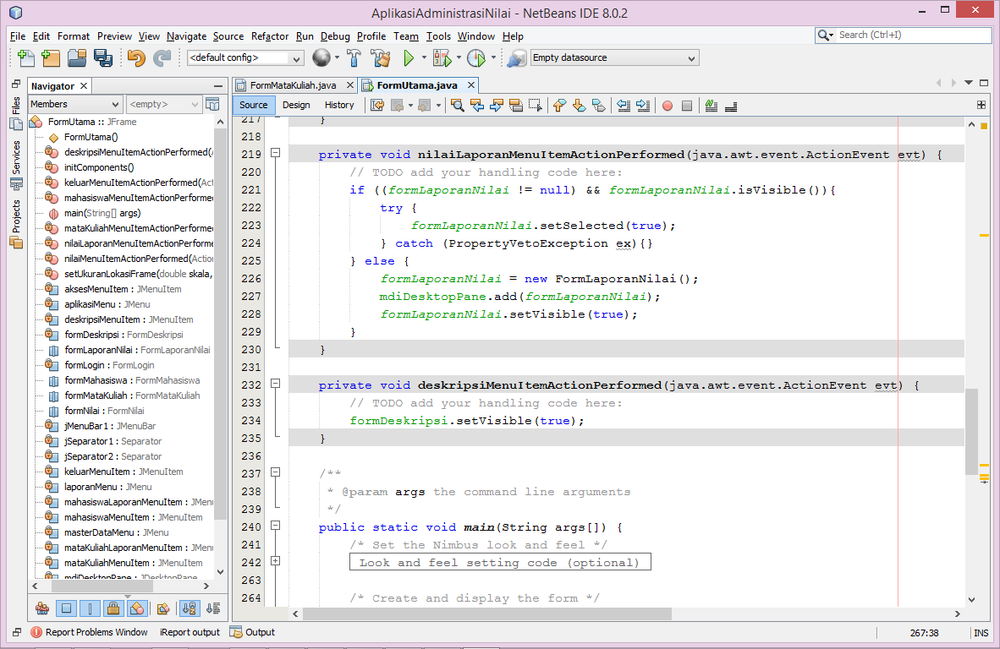 AplikasiAdministrasiNilai - NetBeans IDE 8.0.2
File Edit Format Preview View Navigate Source Refactor Run Debug Profile Team Tools Window Help
Search (Ctrl+I)
<default config>
Empty datasource
Files
Services
Projects
Navigator
Members
<empty>
FormUtama :: JFrame
FormUtama()
deskripsiMenuItemActionPerformed(
initComponents()
keluarMenuItemActionPerformed(Act
mahasiswaMenuItemActionPerforme
main(String[] args)
mataKuliahMenuItemActionPerforme
nilaiLaporanMenuItemActionPerforme
nilaiMenuItemActionPerformed(Action
setUkuranLokasiFrame(double skala,
aksesMenuItem : JMenuItem
aplikasiMenu : JMenu
deskripsiMenuItem : JMenuItem
formDeskripsi : FormDeskripsi
formLaporanNilai : FormLaporanNilai
formLogin : FormLogin
formMahasiswa : FormMahasiswa
formMataKuliah : FormMataKuliah
formNilai : FormNilai
jMenuBar1 : JMenuBar
jSeparator1 : Separator
jSeparator2 : Separator
keluarMenuItem : JMenuItem
laporanMenu : JMenu
mahasiswaLaporanMenuItem : JMenu
mahasiswaMenuItem : JMenuItem
masterDataMenu : JMenu
mataKuliahLaporanMenuItem : JMenu
mataKuliahMenuItem : JMenuItem
mdiDesktopPane : JDesktopPane
FormMataKuliah.java
FormUtama.java
Source Design History
217 }
218
219 private void nilaiLaporanMenuItemActionPerformed(java.awt.event.ActionEvent evt) {
220 // TODO add your handling code here:
221 if ((formLaporanNilai != null) && formLaporanNilai.isVisible()){
222 try {
223 formLaporanNilai.setSelected(true);
224 } catch (PropertyVetoException ex){}
225 } else {
226 formLaporanNilai = new FormLaporanNilai();
227 mdiDesktopPane.add(formLaporanNilai);
228 formLaporanNilai.setVisible(true);
229 }
230 }
231
232 private void deskripsiMenuItemActionPerformed(java.awt.event.ActionEvent evt) {
233 // TODO add your handling code here:
234 formDeskripsi.setVisible(true);
235 }
236
237 /**
238 * @param args the command line arguments
239 */
240 public static void main(String args[]) {
241 /* Set the Nimbus look and feel */
242 Look and feel setting code (optional)
263
264 /* Create and display the form */
Report Problems Window
iReport output
Output
267:38
INS